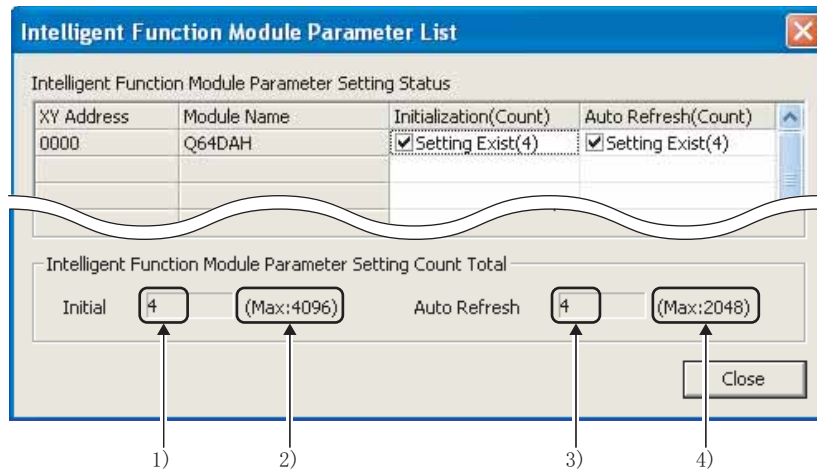 Intelligent Function Module Parameter List
Intelligent Function Module Parameter Setting Status
XY Address Module Name Initialization(Count) Auto Refresh(Count)
0000 Q64DAH Setting Exist(4) Setting Exist(4)
Intelligent Function Module Parameter Setting Count Total
Initial 4 (Max:4096) Auto Refresh 4 (Max:2048)
Close
1) 2) 3) 4)